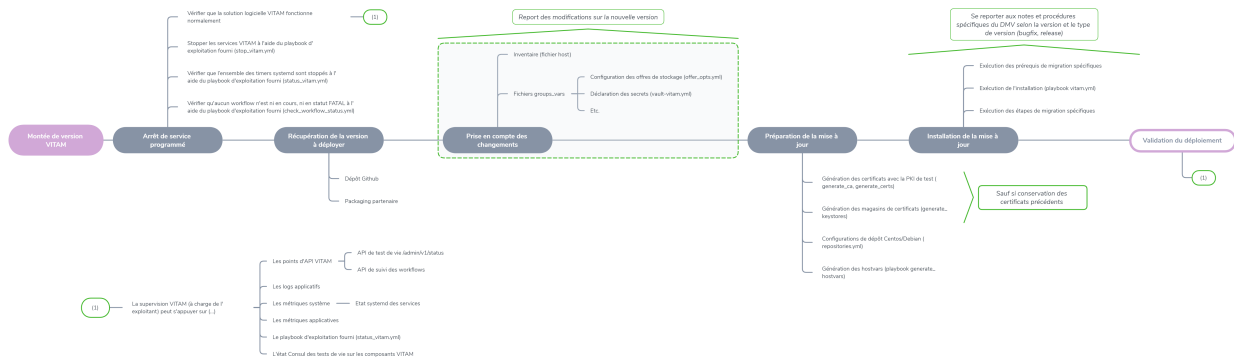 Vérifier que la solution logicielle VITAM fonctionne
normalement
(1)
Stopper les services VITAM à l'aide du playbook d'
exploitation fourni (stop_vitam.yml)
Vérifier que l'ensemble des timers systemd sont stoppés à l'
aide du playbook d'exploitation fourni (status_vitam.yml)
Vérifier qu'aucun workflow n'est ni en cours, ni en statut FATAL à l'
aide du playbook d'exploitation fourni (check_workflow_status.yml)
Report des modifications sur la nouvelle version
Inventaire (fichier host)
Fichiers groups_vars
Configuration des offres de stockage (offer_opts.yml)
Déclaration des secrets (vault-vitam.yml)
Etc.
Se reporter aux notes et procédures
spécifiques du DMV selon la version et le type
de version (bugfix, release)
Exécution des prérequis de migration spécifiques
Exécution de l'installation (playbook vitam.yml)
Exécution des étapes de migration spécifiques
Montée de version
VITAM
Arrêt de service
programmé
Récupération de la version
à déployer
Prise en compte des
changements
Préparation de la mise à
jour
Installation de la mise à
jour
Validation du déploiement
(1)
Dépôt Github
Packaging partenaire
Génération des certificats avec la PKI de test (
generate_ca, generate_certs)
Génération des magasins de certificats (generate_
keystores)
Configurations de dépôt Centos/Debian (
repositories.yml)
Génération des hostvars (playbook generate_
hostvars)
Sauf si conservation des
certificats précédents
(1)
La supervision VITAM (à charge de l'
exploitant) peut s'appuyer sur (...)
Les points d'API VITAM
API de test de vie /admin/v1/status
API de suivi des workflows
Les logs applicatifs
Les métriques système
Etat systemd des services
Les métriques applicatives
Le playbook d'exploitation fourni (status_vitam.yml)
L'état Consul des tests de vie sur les composants VITAM